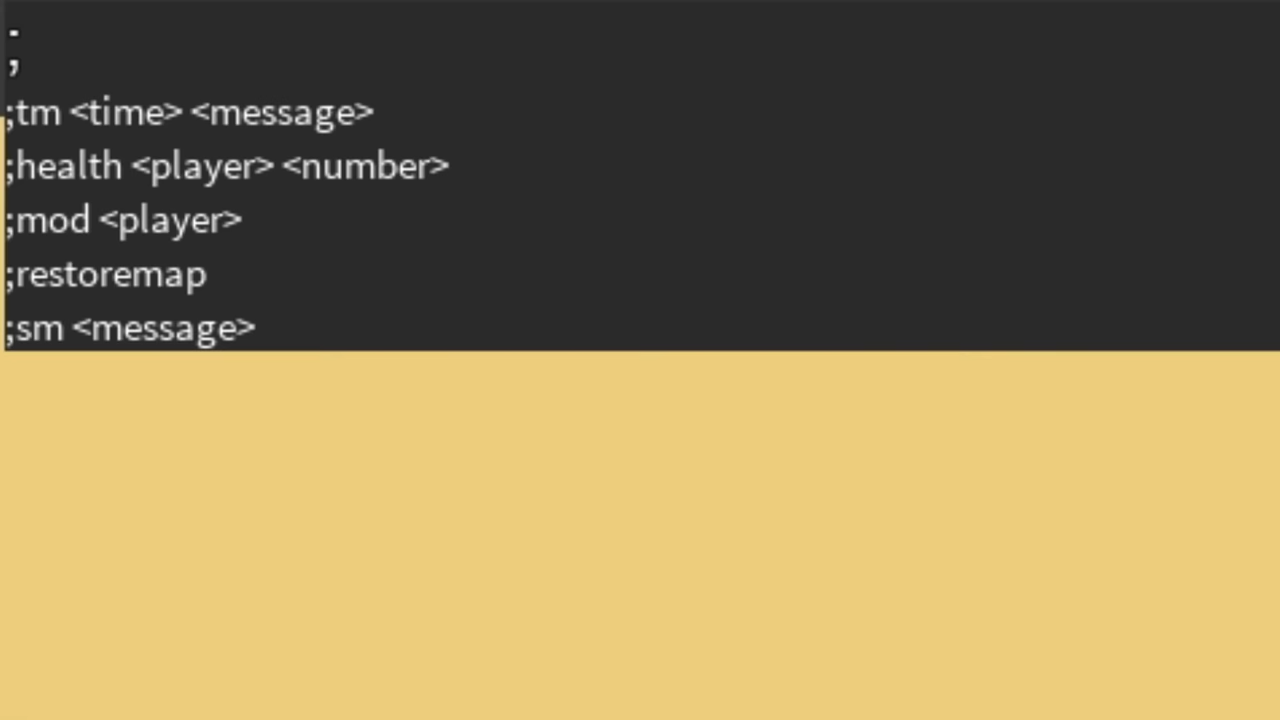 ;
;tm <time> <message>
;health <player> <number>
;mod <player>
;restoremap
;sm <message>